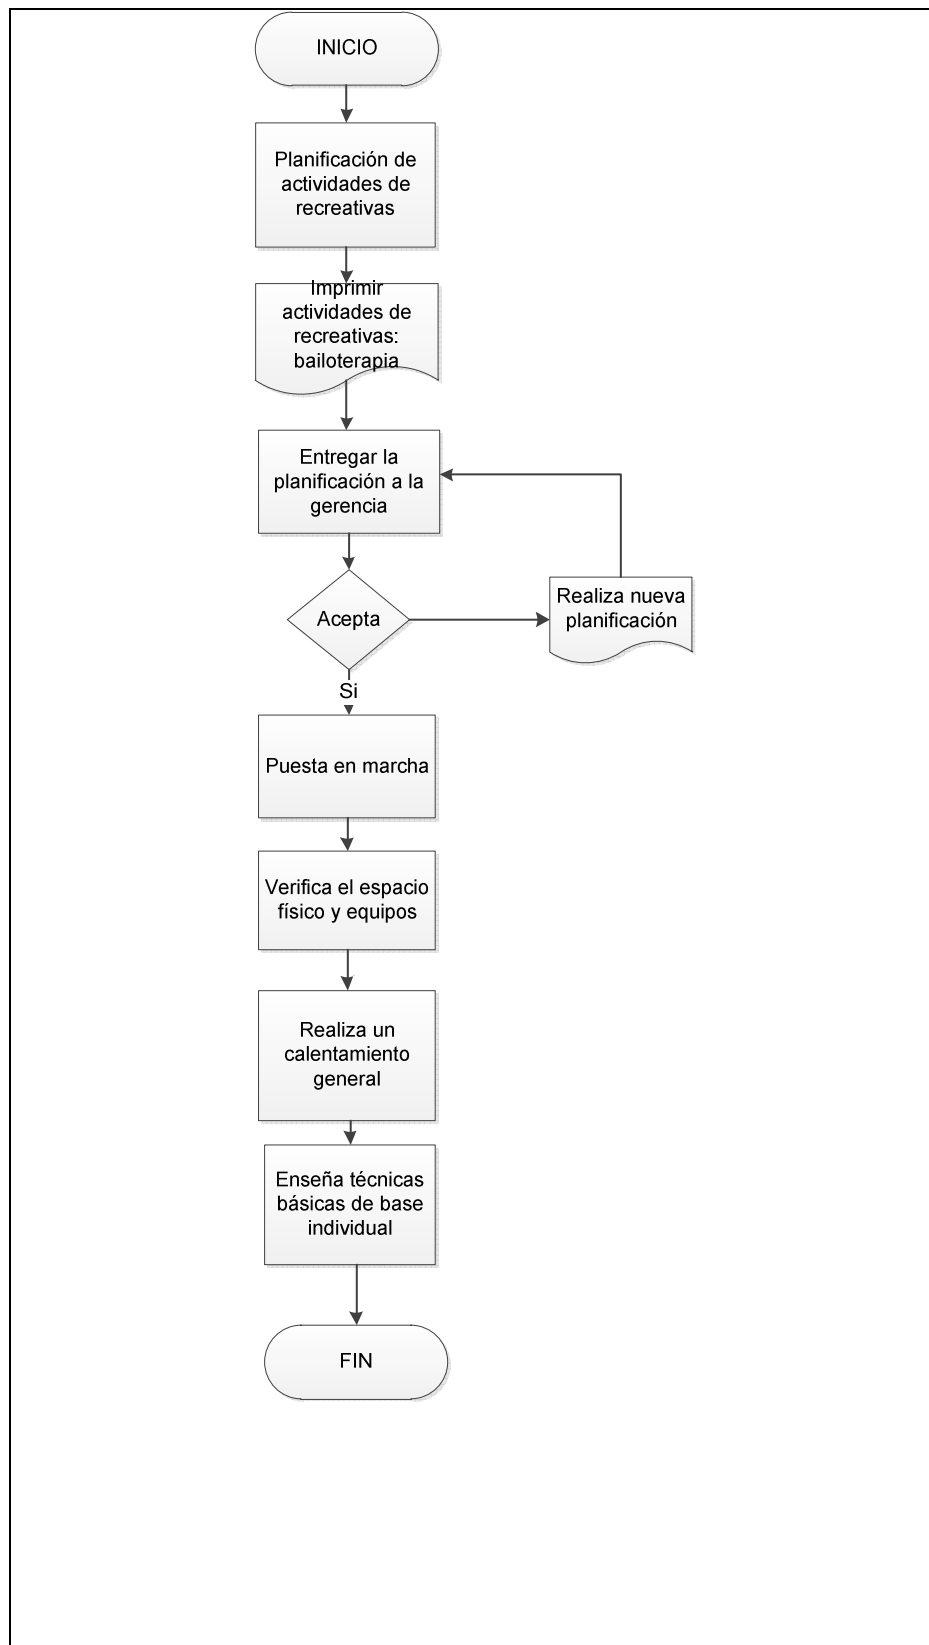 INICIO
Planificación de
actividades de
recreativas
Imprimir
actividades de
recreativas:
bailoterapia
Entregar la
planificación a la
gerencia
Acepta
Realiza nueva
planificación
Si
Puesta en marcha
Verifica el espacio
físico y equipos
Realiza un
calentamiento
general
Enseña técnicas
básicas de base
individual
FIN